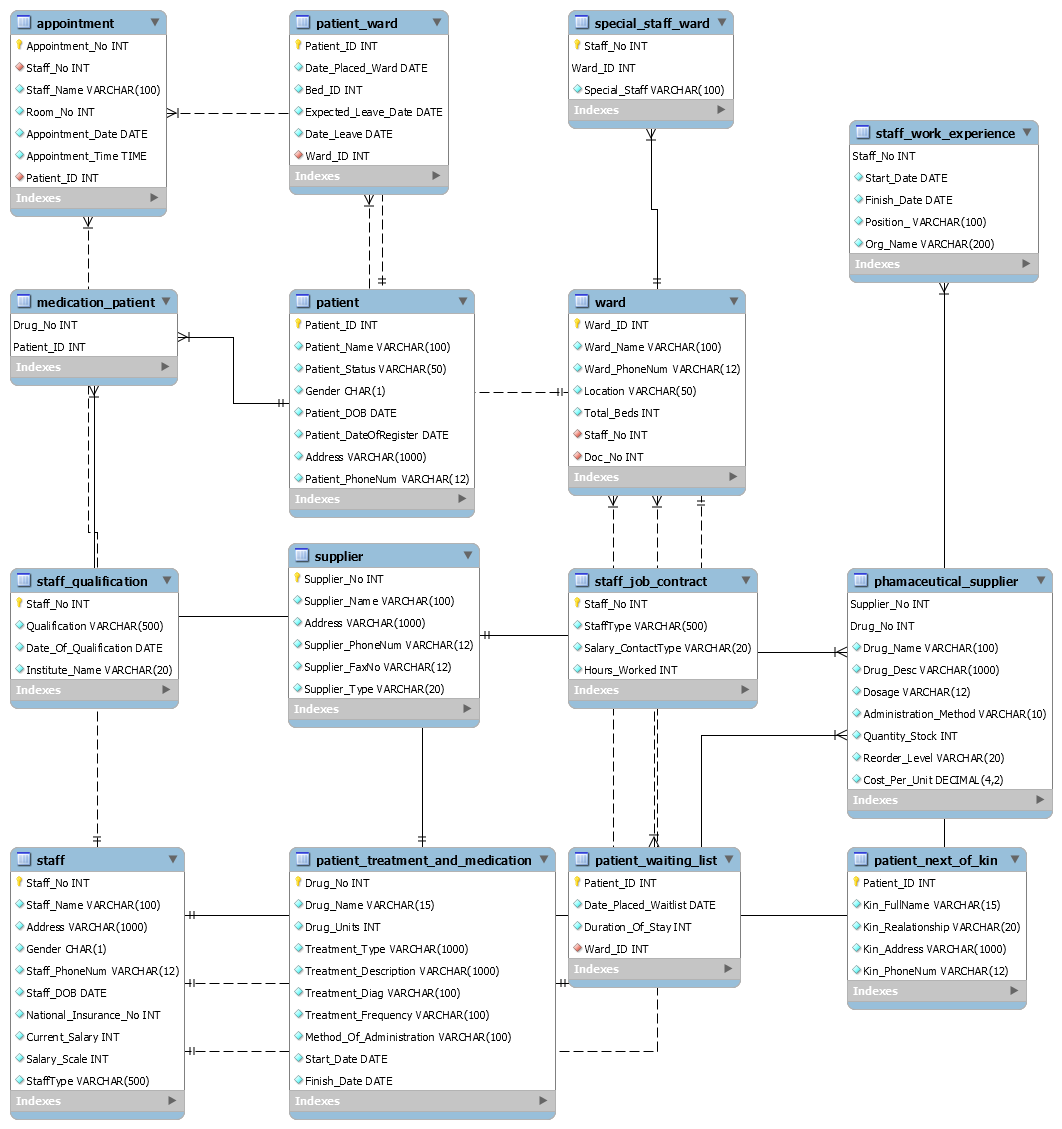 appointment
Appointment_No INT
Staff_No INT
Staff_Name VARCHAR(100)
Room_No INT
Appointment_Date DATE
Appointment_Time TIME
Patient_ID INT
Indexes
patient_ward
Patient_ID INT
Date_Placed_Ward DATE
Bed_ID INT
Expected_Leave_Date DATE
Date_Leave DATE
Ward_ID INT
Indexes
special_staff_ward
Staff_No INT
Ward_ID INT
Special_Staff VARCHAR(100)
Indexes
staff_work_experience
Staff_No INT
Start_Date DATE
Finish_Date DATE
Position_ VARCHAR(100)
Org_Name VARCHAR(200)
Indexes
medication_patient
Drug_No INT
Patient_ID INT
Indexes
patient
Patient_ID INT
Patient_Name VARCHAR(100)
Patient_Status VARCHAR(50)
Gender CHAR(1)
Patient_DOB DATE
Patient_DateOfRegister DATE
Address VARCHAR(1000)
Patient_PhoneNum VARCHAR(12)
Indexes
ward
Ward_ID INT
Ward_Name VARCHAR(100)
Ward_PhoneNum VARCHAR(12)
Location VARCHAR(50)
Total_Beds INT
Staff_No INT
Doc_No INT
Indexes
staff_qualification
Staff_No INT
Qualification VARCHAR(500)
Date_Of_Qualification DATE
Institute_Name VARCHAR(20)
Indexes
supplier
Supplier_No INT
Supplier_Name VARCHAR(100)
Address VARCHAR(1000)
Supplier_PhoneNum VARCHAR(12)
Supplier_FaxNo VARCHAR(12)
Supplier_Type VARCHAR(20)
Indexes
staff_job_contract
Staff_No INT
StaffType VARCHAR(500)
Salary_ContactType VARCHAR(20)
Hours_Worked INT
Indexes
phamaceutical_supplier
Supplier_No INT
Drug_No INT
Drug_Name VARCHAR(100)
Drug_Desc VARCHAR(1000)
Dosage VARCHAR(12)
Administration_Method VARCHAR(10)
Quantity_Stock INT
Reorder_Level VARCHAR(20)
Cost_Per_Unit DECIMAL(4,2)
Indexes
staff
Staff_No INT
Staff_Name VARCHAR(100)
Address VARCHAR(1000)
Gender CHAR(1)
Staff_PhoneNum VARCHAR(12)
Staff_DOB DATE
National_Insurance_No INT
Current_Salary INT
Salary_Scale INT
StaffType VARCHAR(500)
Indexes
patient_treatment_and_medication
Drug_No INT
Drug_Name VARCHAR(15)
Drug_Units INT
Treatment_Type VARCHAR(1000)
Treatment_Description VARCHAR(1000)
Treatment_Diag VARCHAR(100)
Treatment_Frequency VARCHAR(100)
Method_Of_Administration VARCHAR(100)
Start_Date DATE
Finish_Date DATE
Indexes
patient_waiting_list
Patient_ID INT
Date_Placed_Waitlist DATE
Duration_Of_Stay INT
Ward_ID INT
Indexes
patient_next_of_kin
Patient_ID INT
Kin_FullName VARCHAR(15)
Kin_Realationship VARCHAR(20)
Kin_Address VARCHAR(1000)
Kin_PhoneNum VARCHAR(12)
Indexes